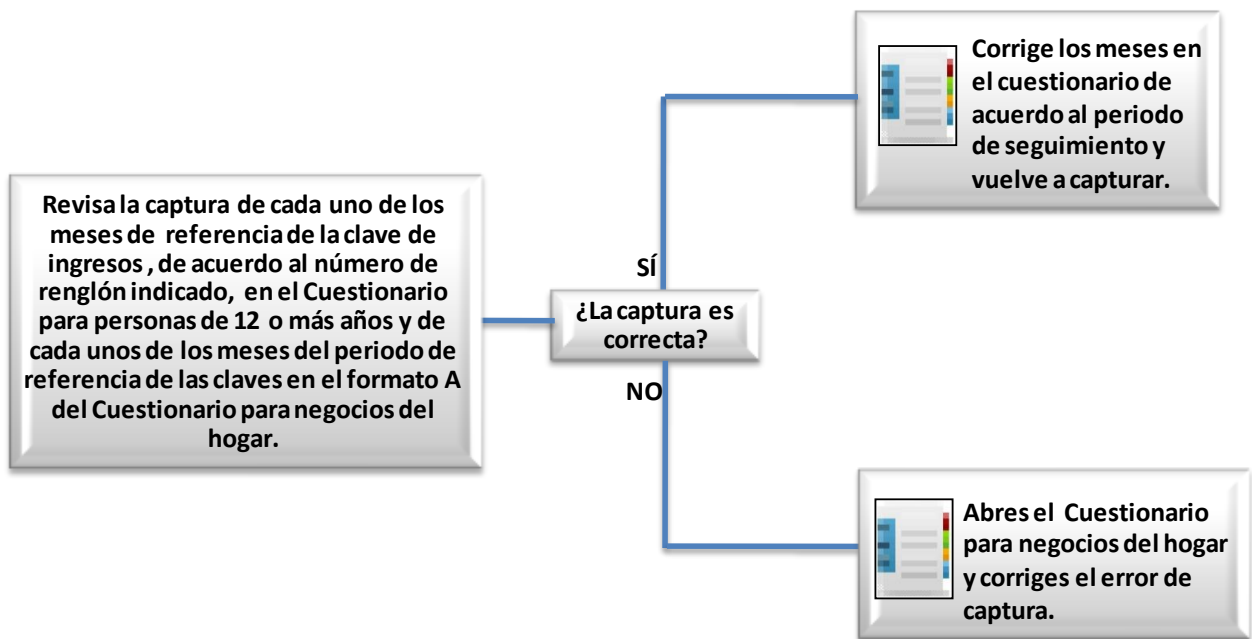 Revisa la captura de cada uno de los
meses de referencia de la clave de
ingresos , de acuerdo al número de
renglón indicado, en el Cuestionario
para personas de 12 o más años y de
cada unos de los meses del periodo de
referencia de las claves en el formato A
del Cuestionario para negocios del
hogar.
SÍ
¿La captura es
correcta?
NO
Corrige los meses en
el cuestionario de
acuerdo al periodo
de seguimiento y
vuelve a capturar.
Abres el Cuestionario
para negocios del hogar
y corriges el error de
captura.